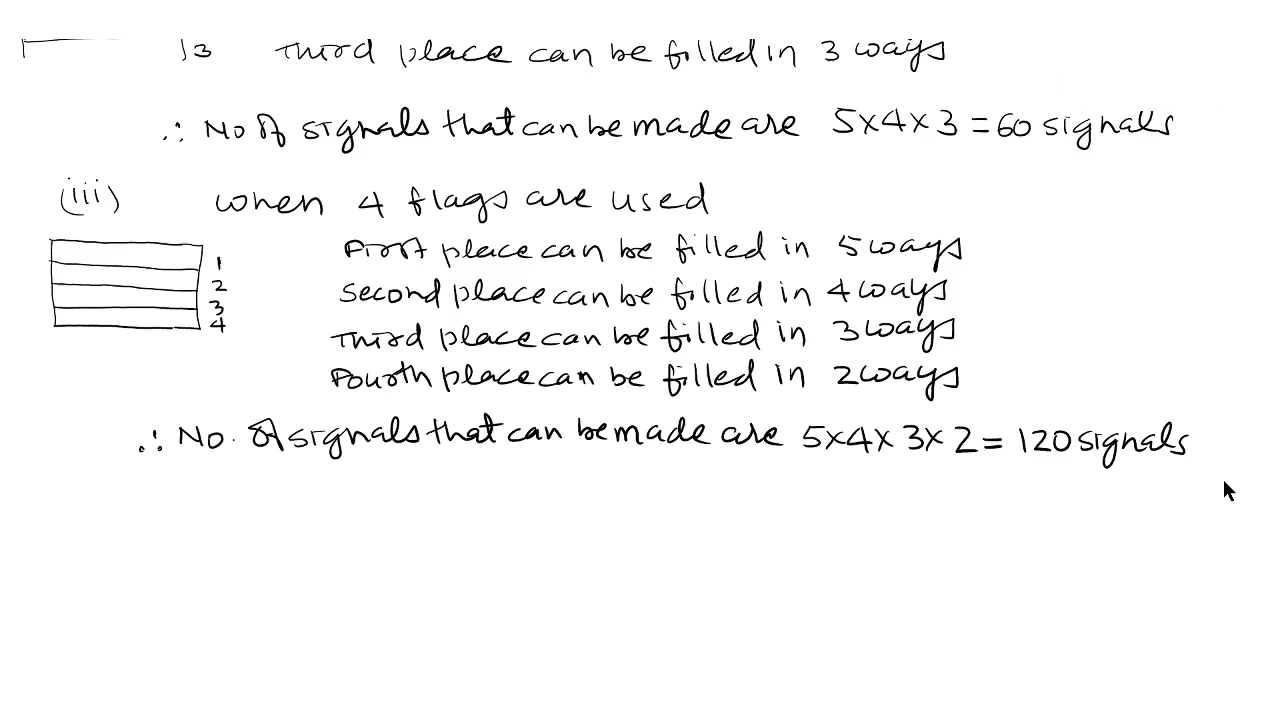 3 Third place can be filled in 3 ways
∴ No of signals that can be made are 5×4×3 = 60 signals
(iii) when 4 flags are used
First place can be filled in 5 ways
1
Second place can be filled in 4 ways
2
Third place can be filled in 3 ways
3
4
Fourth place can be filled in 2 ways
∴ No. of signals that can be made are 5×4×3×2 = 120 signals